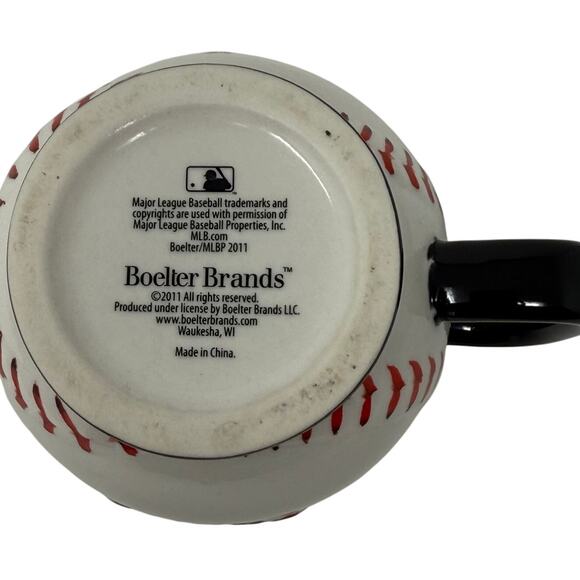 Major League Baseball trademarks and
copyrights are used with permission of
Major League Baseball Properties, Inc.
MLB.com
Boelter/MLBP 2011
Boelter Brands™
©2011 All rights reserved.
Produced under license by Boelter Brands LLC.
www.boelterbrands.com
Waukesha, WI
Made in China.